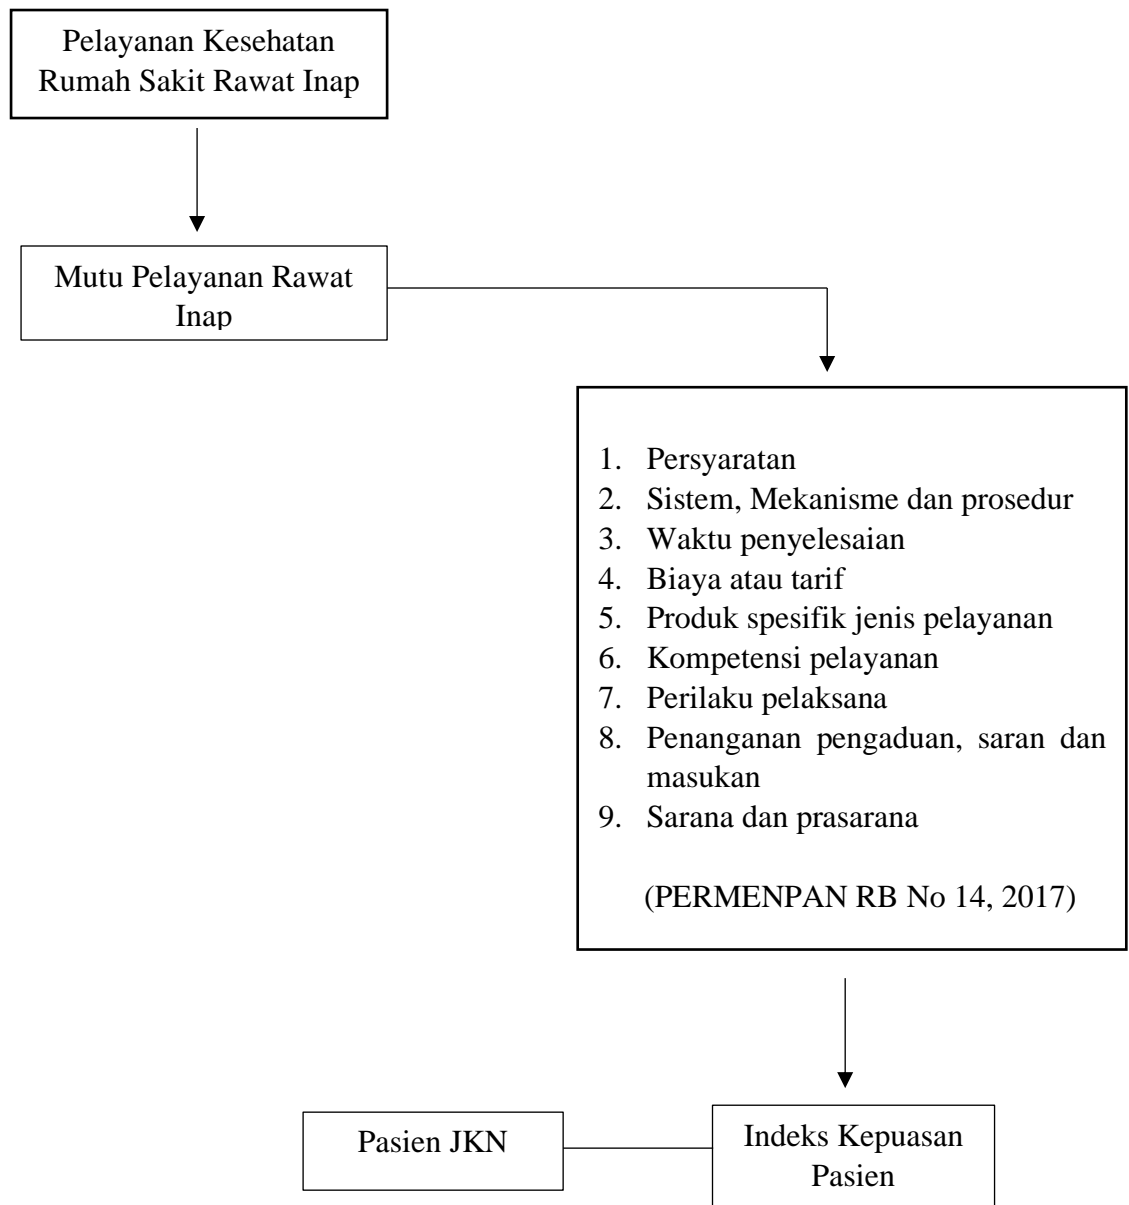 Pelayanan Kesehatan
Rumah Sakit Rawat Inap
Mutu Pelayanan Rawat
Inap
1. Persyaratan
2. Sistem, Mekanisme dan prosedur
3. Waktu penyelesaian
4. Biaya atau tarif
5. Produk spesifik jenis pelayanan
6. Kompetensi pelayanan
7. Perilaku pelaksana
8. Penanganan pengaduan, saran dan
masukan
9. Sarana dan prasarana
(PERMENPAN RB No 14, 2017)
Pasien JKN
Indeks Kepuasan
Pasien